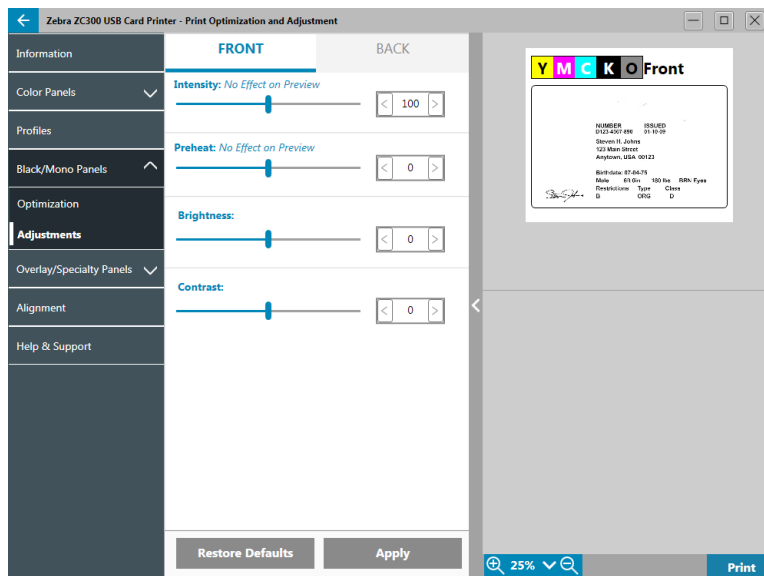 Zebra ZC300 USB Card Printer - Print Optimization and Adjustment
Information
Color Panels
Profiles
Black/Mono Panels
Optimization
Adjustments
Overlay/Specialty Panels
Alignment
Help & Support
FRONT BACK
Intensity: No Effect on Preview
100
Preheat: No Effect on Preview
0
Brightness:
0
Contrast:
0
Restore Defaults Apply
Y M C K O Front
NUMBER ISSUED
D123-4567-890 01-10-09
Steven H. Johns
123 Main Street
Anytown, USA 00123
Birthdate: 07-04-75
Male 6ft 0in 180 lbs BRN Eyes
Restrictions Type Class
B ORG D
25%
Print